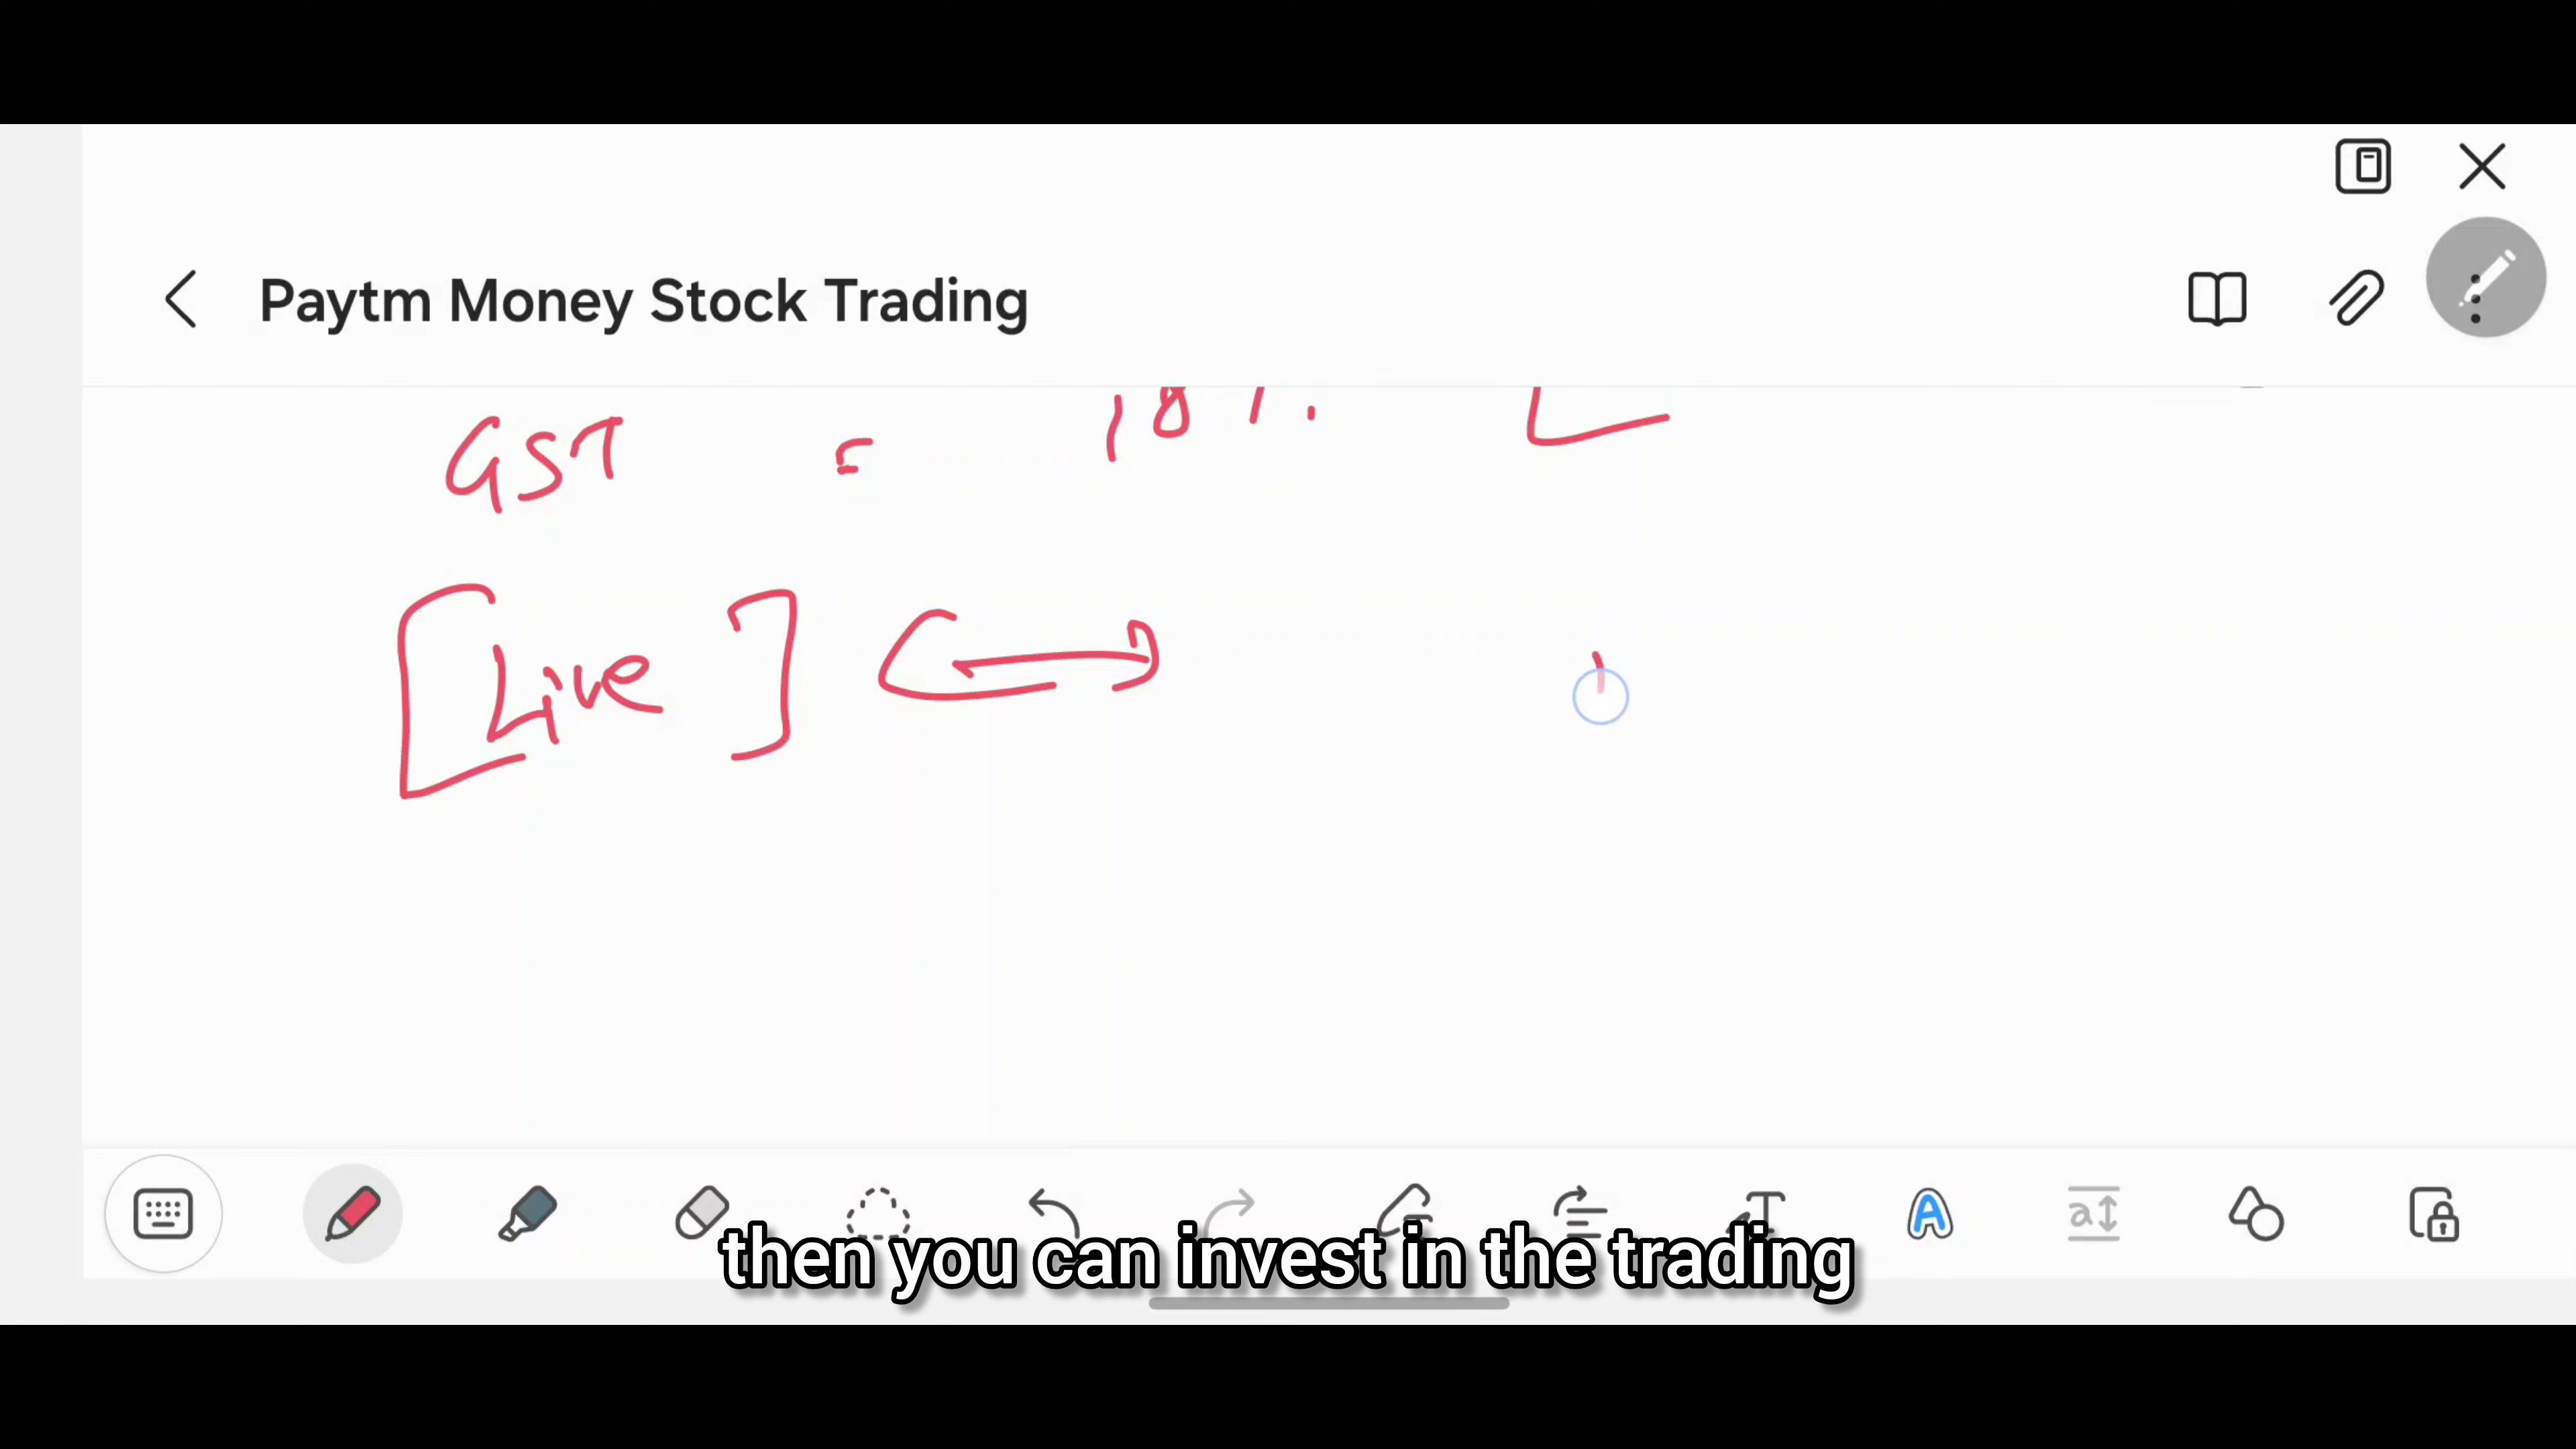 Paytm Money Stock Trading
GST = 18%.
[Live]
then you can invest in the trading